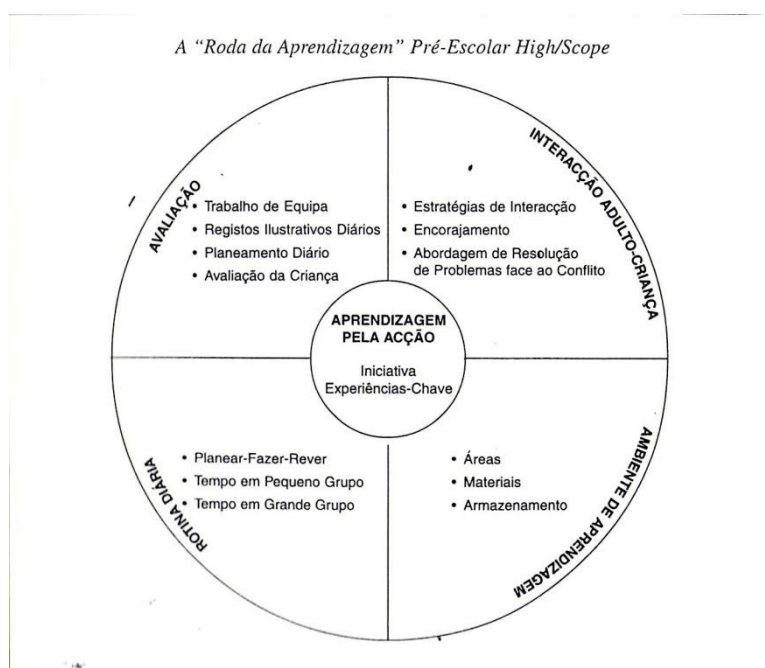 A “Roda da Aprendizagem” Pré-Escolar High/Scope
AVALIAÇÃO
• Trabalho de Equipa
• Registos Ilustrativos Diários
• Planeamento Diário
• Avaliação da Criança
INTERACÇÃO ADULTO-CRIANÇA
• Estratégias de Interacção
• Encorajamento
• Abordagem de Resolução
de Problemas face ao Conflito
APRENDIZAGEM
PELA ACÇÃO
Iniciativa
Experiências-Chave
ROTINA DIÁRIA
• Planear-Fazer-Rever
• Tempo em Pequeno Grupo
• Tempo em Grande Grupo
AMBIENTE DE APRENDIZAGEM
• Áreas
• Materiais
• Armazenamento